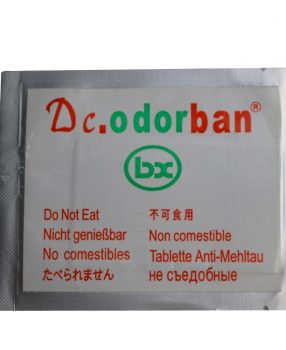 Dc.odorban®
bx
Do Not Eat 不可食用
Nicht genießbar Non comestible
No comestibles Tablette Anti-Mehltau
たべられません не съедобные